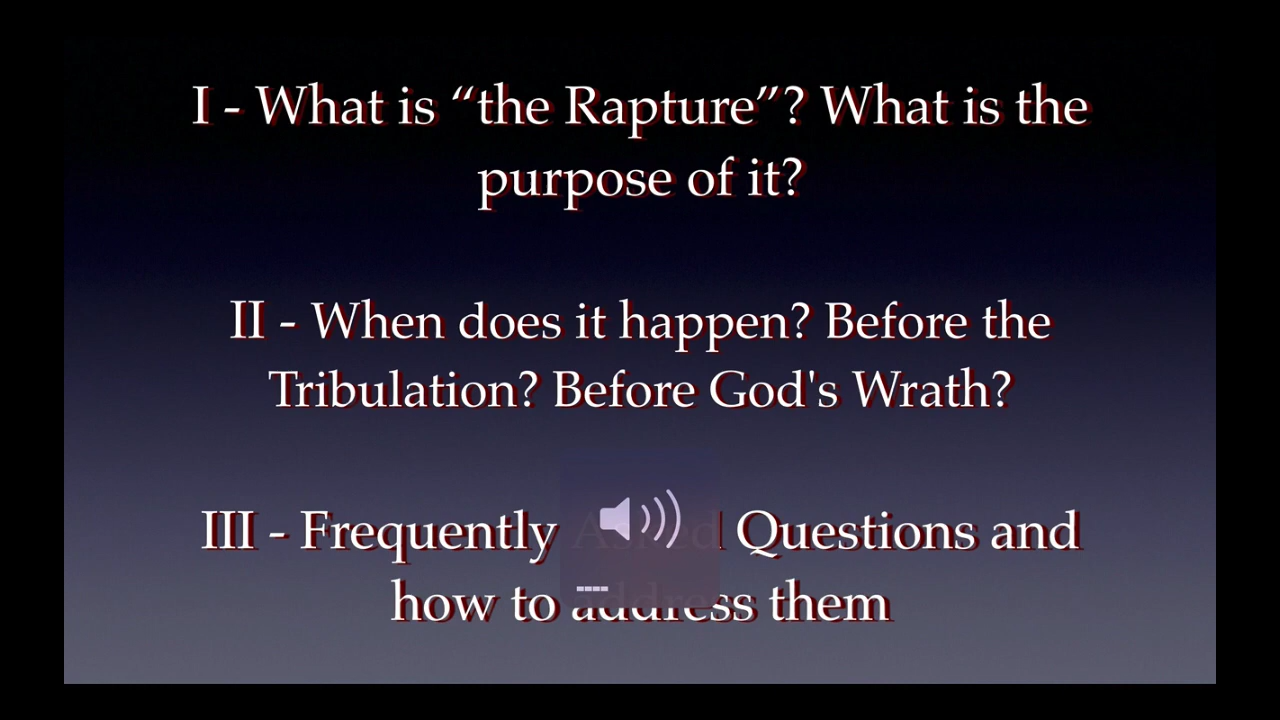 I - What is “the Rapture”? What is the
purpose of it?
II - When does it happen? Before the
Tribulation? Before God's Wrath?
III - Frequently Asked Questions and
how to address them